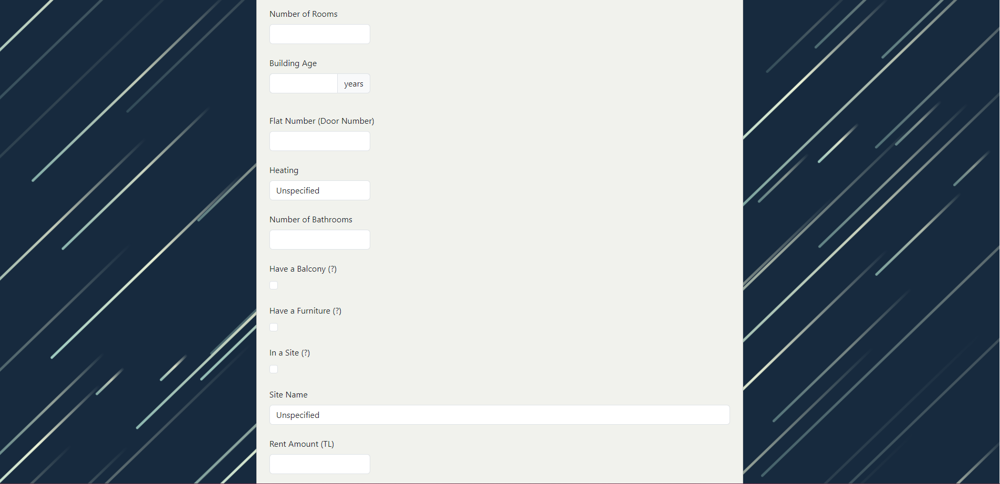 Number of Rooms
Building Age
years
Flat Number (Door Number)
Heating
Unspecified
Number of Bathrooms
Have a Balcony (?)
Have a Furniture (?)
In a Site (?)
Site Name
Unspecified
Rent Amount (TL)